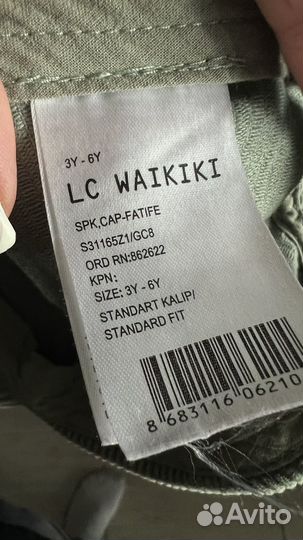 3Y - 6Y
LC WAIKIKI
SPK,CAP-FATIFE
S31165Z1/GC8
ORD RN:862622
KPN:
SIZE: 3Y - 6Y
STANDART KALIP/
STANDARD FIT
8 683116 06210
Avito